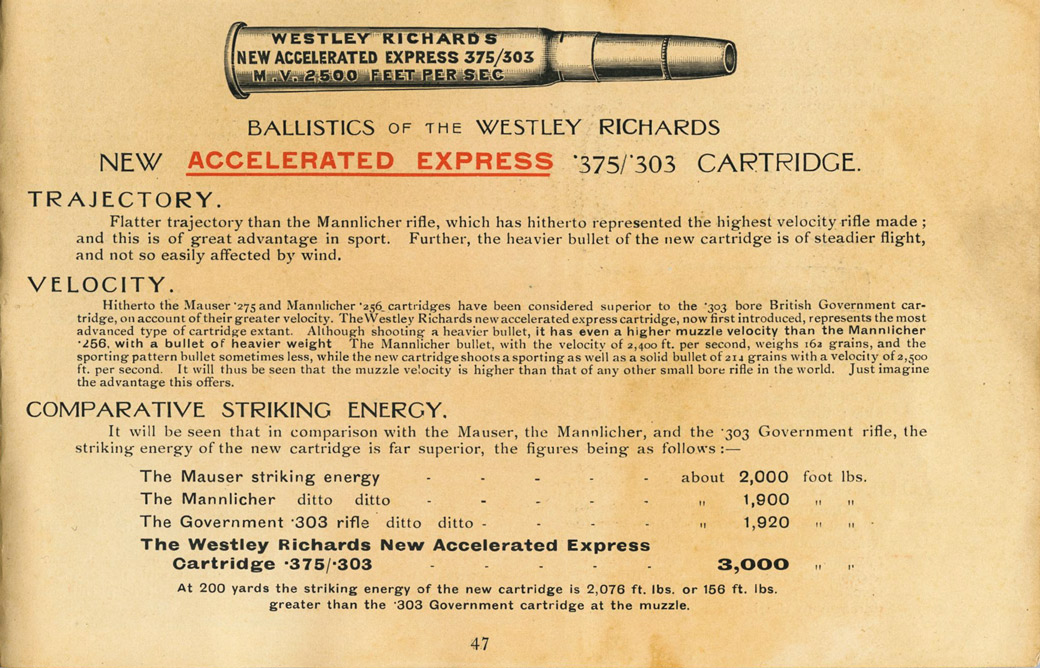 WESTLEY RICHARDS
NEW ACCELERATED EXPRESS 375/303
M.V. 2500 FEET PER SEC
BALLISTICS OF THE WESTLEY RICHARDS
NEW ACCELERATED EXPRESS ·375/·303 CARTRIDGE.
TRAJECTORY.
Flatter trajectory than the Mannlicher rifle, which has hitherto represented the highest velocity rifle made ;
and this is of great advantage in sport. Further, the heavier bullet of the new cartridge is of steadier flight,
and not so easily affected by wind.
VELOCITY.
Hitherto the Mauser ·275 and Mannlicher ·256 cartridges have been considered superior to the ·303 bore British Government car-
tridge, on account of their greater velocity. The Westley Richards new accelerated express cartridge, now first introduced, represents the most
advanced type of cartridge extant. Although shooting a heavier bullet, it has even a higher muzzle velocity than the Mannlicher
·256, with a bullet of heavier weight The Mannlicher bullet, with the velocity of 2,400 ft. per second, weighs 162 grains, and the
sporting pattern bullet sometimes less, while the new cartridge shoots a sporting as well as a solid bullet of grains with a velocity of 2,500
ft. per second. It will thus be seen that the muzzle velocity is higher than that of any other small bore rifle in the world. Just imagine
the advantage this offers.
COMPARATIVE STRIKING ENERGY.
It will be seen that in comparison with the Mauser, the Mannlicher, and the ·303 Government rifle, the
striking energy of the new cartridge is far superior, the figures being as follows :—
The Mauser striking energy - - - - - about 2,000 foot lbs.
The Mannlicher ditto ditto - - - - - „ 1,900 „ „
The Government ·303 rifle ditto ditto - - - - „ 1,920 „ „
The Westley Richards New Accelerated Express
Cartridge ·375/·303 - - - - - 3,000 „ „
At 200 yards the striking energy of the new cartridge is 2,076 ft. lbs. or 156 ft. lbs.
greater than the ·303 Government cartridge at the muzzle.
47